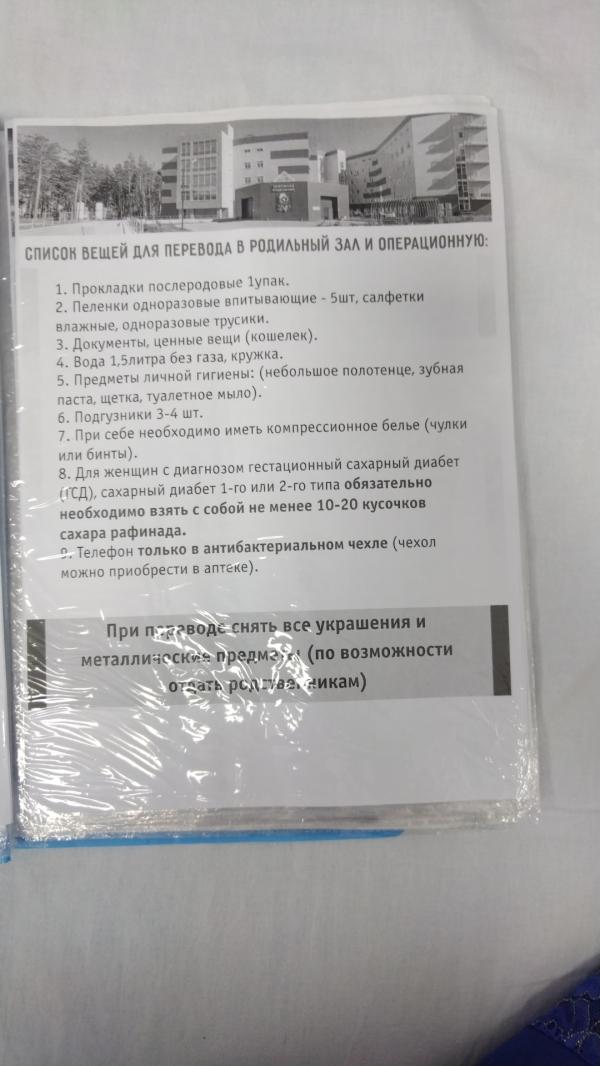 СПИСОК ВЕЩЕЙ ДЛЯ ПЕРЕВОДА В РОДИЛЬНЫЙ ЗАЛ И ОПЕРАЦИОННУЮ:
1. Прокладки послеродовые 1упак.
2. Пеленки одноразовые впитывающие - 5шт, салфетки
влажные, одноразовые трусики.
3. Документы, ценные вещи (кошелек).
4. Вода 1,5литра без газа, кружка.
5. Предметы личной гигиены: (небольшое полотенце, зубная
паста, щетка, туалетное мыло).
6. Подгузники 3-4 шт.
7. При себе необходимо иметь компрессионное белье (чулки
или бинты).
8. Для женщин с диагнозом гестационный сахарный диабет
(ГСД), сахарный диабет 1-го или 2-го типа обязательно
необходимо взять с собой не менее 10-20 кусочков
сахара рафинада.
9. Телефон только в антибактериальном чехле (чехол
можно приобрести в аптеке).
При переводе снять все украшения и
металлические предметы (по возможности
отдать родственникам)